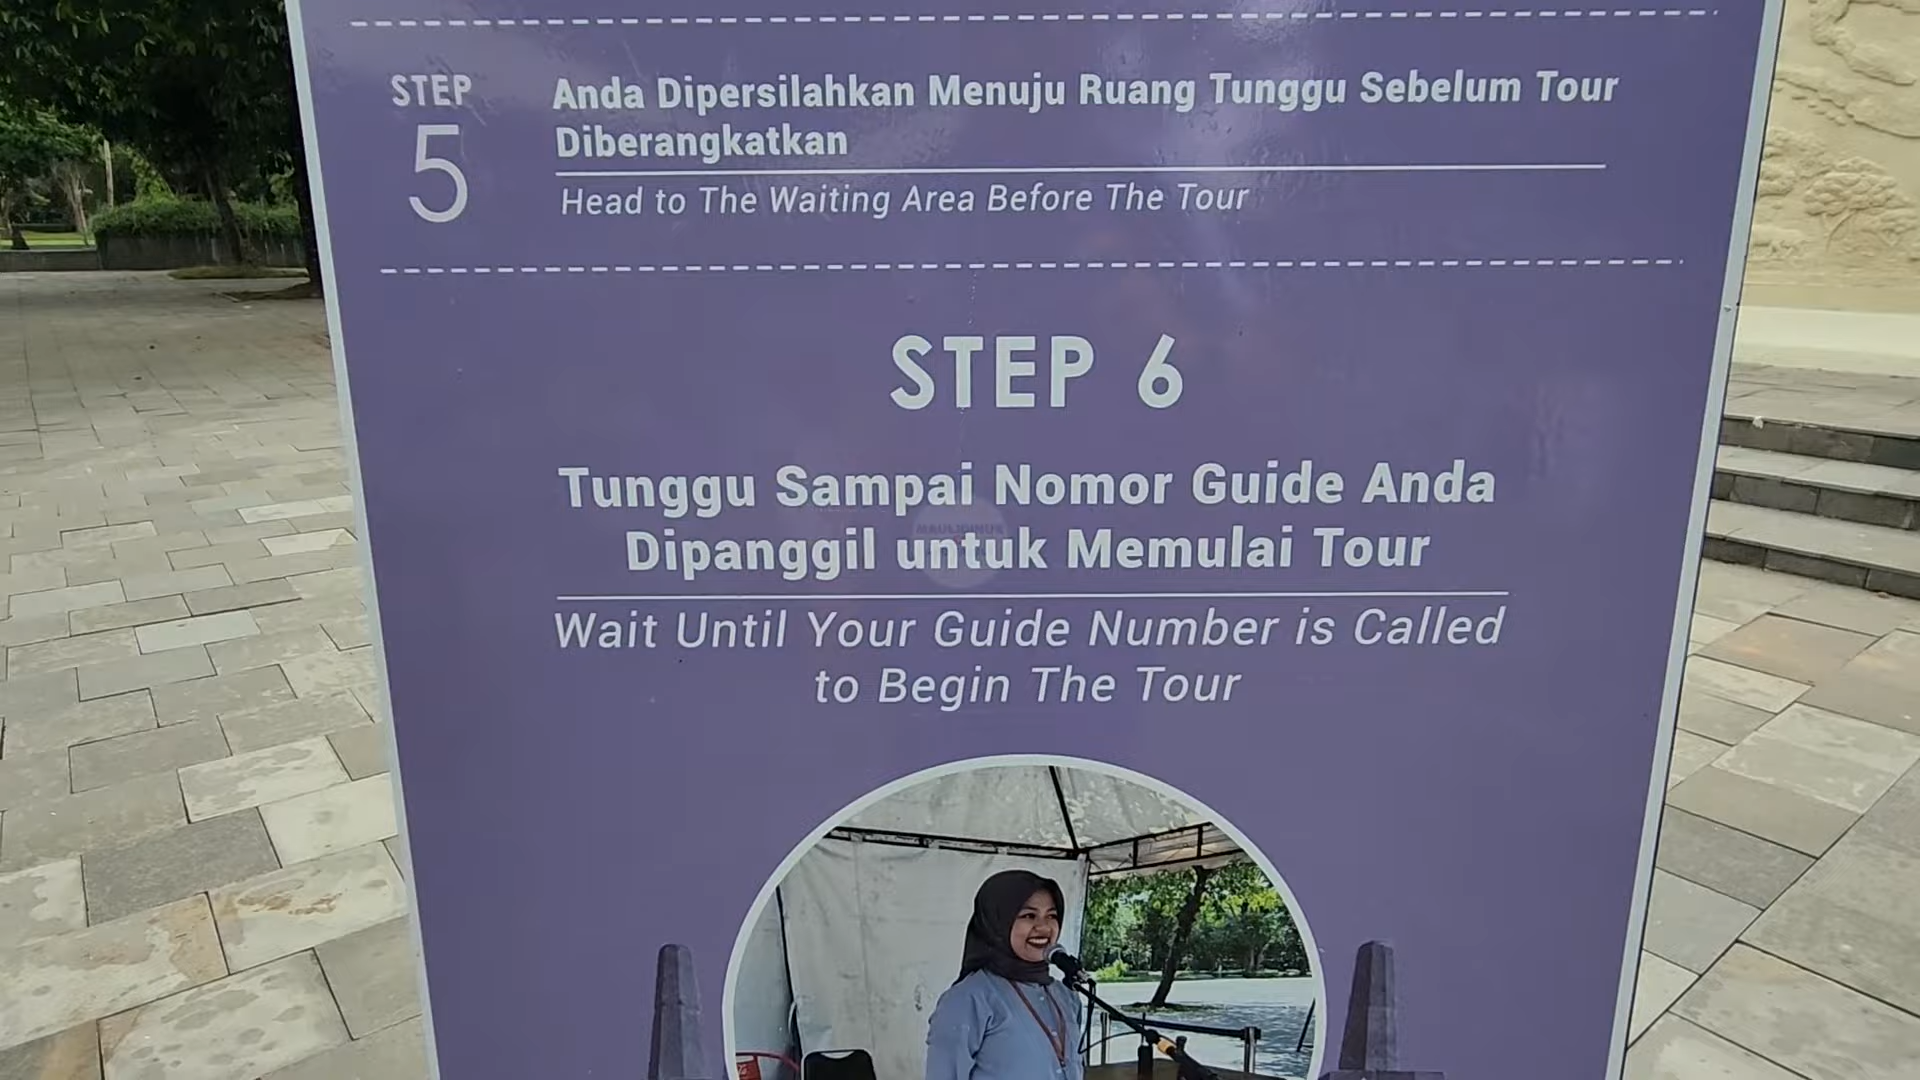 STEP
5
Anda Dipersilahkan Menuju Ruang Tunggu Sebelum Tour
Diberangkatkan
Head to The Waiting Area Before The Tour
STEP 6
Tunggu Sampai Nomor Guide Anda
Dipanggil untuk Memulai Tour
Wait Until Your Guide Number is Called
to Begin The Tour